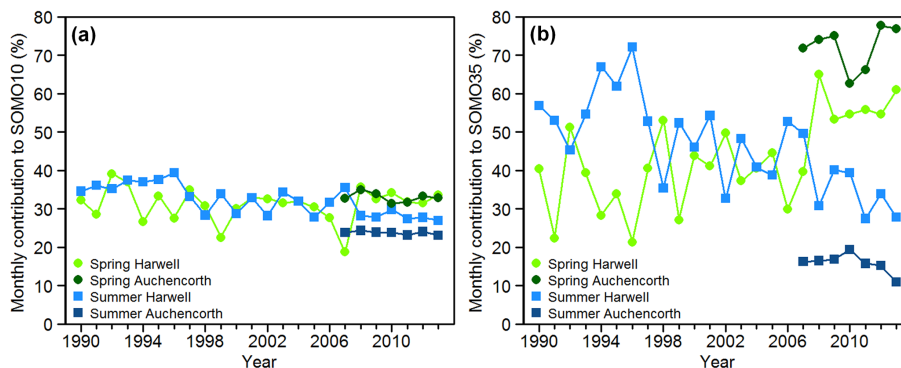 (a)
Monthly contribution to SOMO10 (%)
80
70
60
50
40
30
20
10
0
Spring Harwell
Spring Auchencorth
Summer Harwell
Summer Auchencorth
1990 1994 1998 2002 2006 2010
Year
(b)
Monthly contribution to SOMO35 (%)
80
70
60
50
40
30
20
10
0
Spring Harwell
Spring Auchencorth
Summer Harwell
Summer Auchencorth
1990 1994 1998 2002 2006 2010
Year